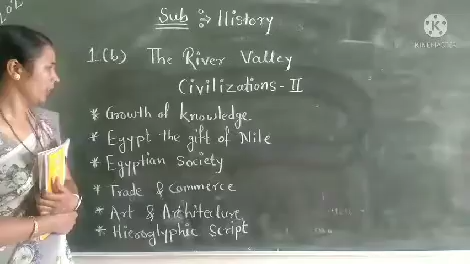 Sub :→ History
1.(b) The River Valley
Civilizations - II
* Growth of knowledge.
* Egypt the gift of Nile
* Egyptian Society
* Trade & commerce
* Art & Architecture
* Hieroglyphic Script
KINEMASTER